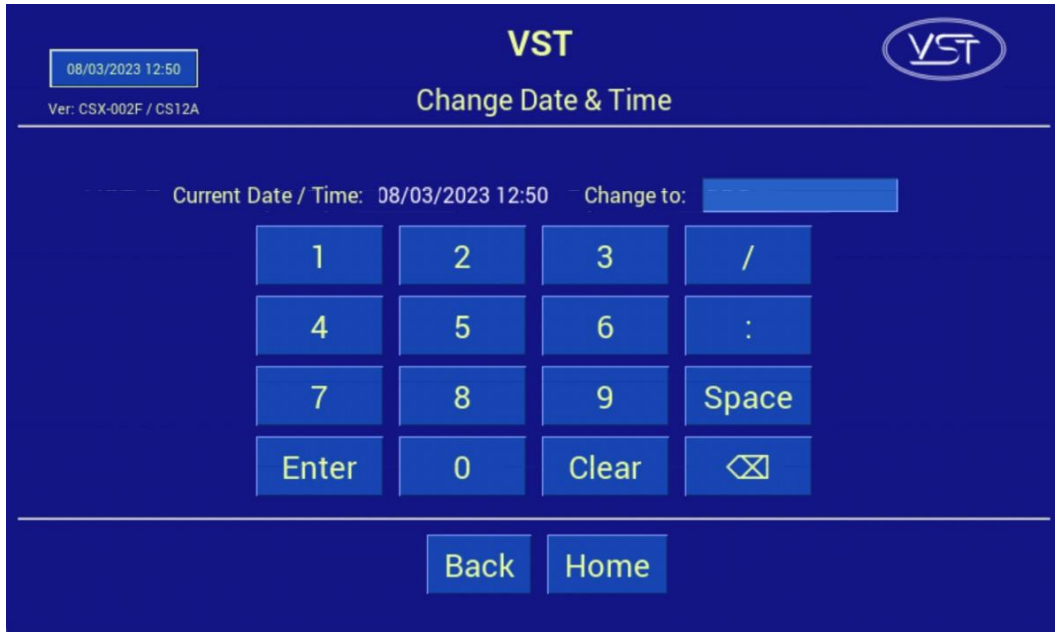 VST
VST
08/03/2023 12:50
Ver: CSX-002F / CS12A
Change Date & Time
Current Date / Time: 08/03/2023 12:50 Change to:
1 2 3 /
4 5 6 :
7 8 9 Space
Enter 0 Clear ⌫
Back Home